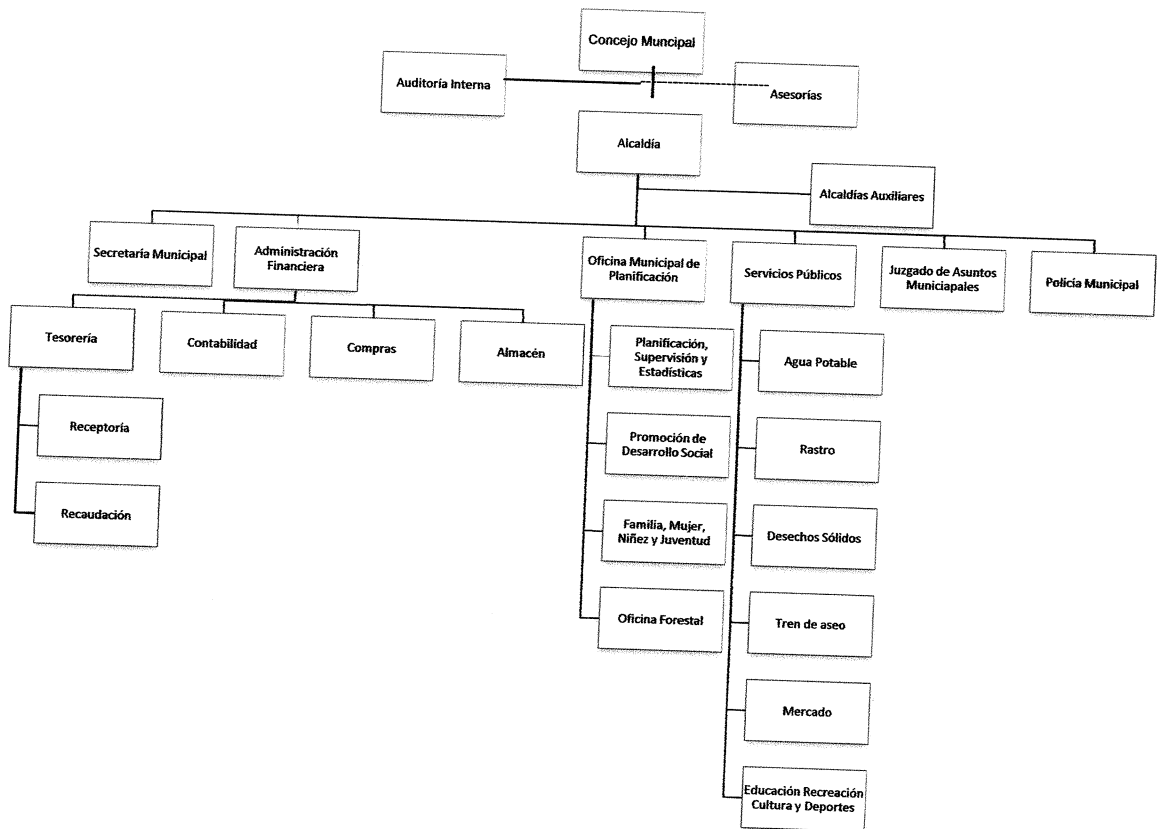 Concejo Muncipal
Auditoría Interna
Asesorías
Alcaldía
Alcaldías Auxiliares
Secretaría Municipal
Administración
Financiera
Oficina Municipal de
Planificación
Servicios Públicos
Juzgado de Asuntos
Municiapales
Policía Municipal
Tesorería
Contabilidad
Compras
Almacén
Receptoría
Recaudación
Planificación,
Supervisión y
Estadísticas
Promoción de
Desarrollo Social
Familia, Mujer,
Niñez y Juventud
Oficina Forestal
Agua Potable
Rastro
Desechos Sólidos
Tren de aseo
Mercado
Educación Recreación
Cultura y Deportes